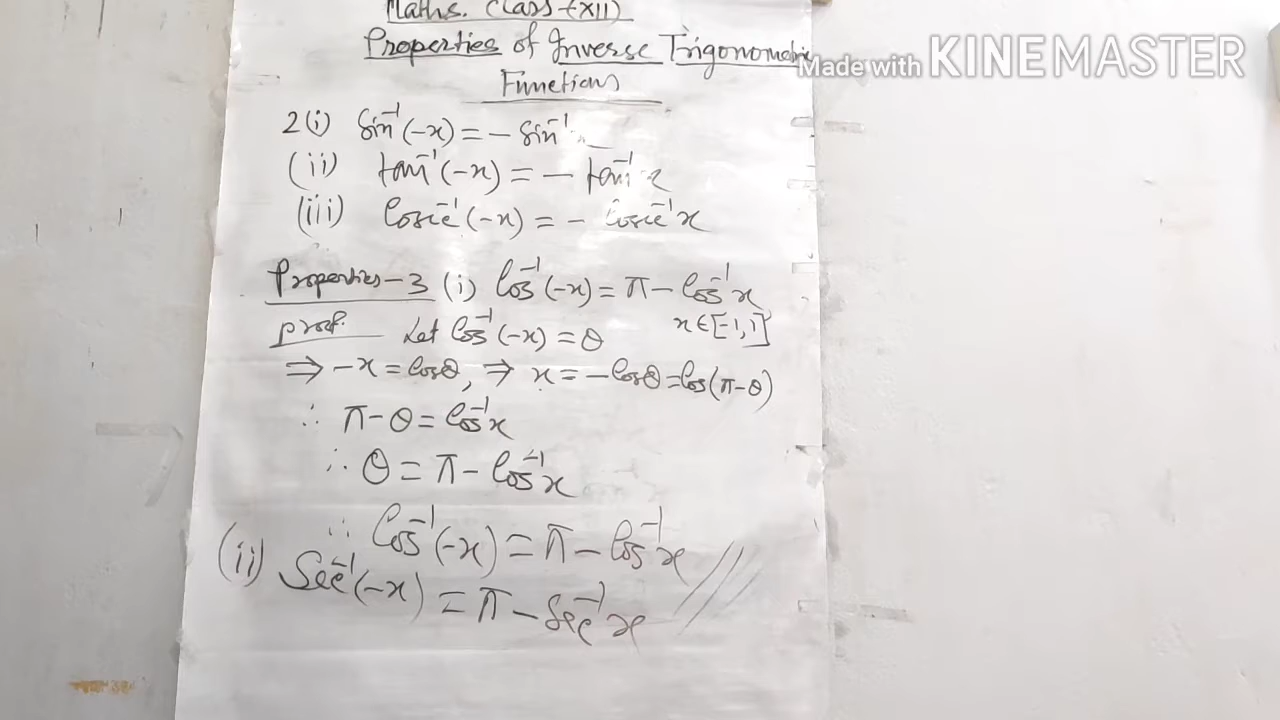 Maths. Class-(XII)
Properties of Inverse Trigonometric
Functions
Made with KINEMASTER
2(i) Sin⁻¹(-x) = - Sin⁻¹
(ii) tan⁻¹(-x) = - tan⁻¹x
(iii) Cosec⁻¹(-x) = - Cosec⁻¹x
Properties-3 (i) Cos⁻¹(-x) = π - Cos⁻¹x
x∈[-1,1]
proof. Let Cos⁻¹(-x) = θ
⇒ -x = Cosθ, ⇒ x = -Cosθ = Cos(π-θ)
∴ π-θ = Cos⁻¹x
∴ θ = π - Cos⁻¹x
∴ Cos⁻¹(-x) = π - Cos⁻¹x
(ii) Sec⁻¹(-x) = π - Sec⁻¹x